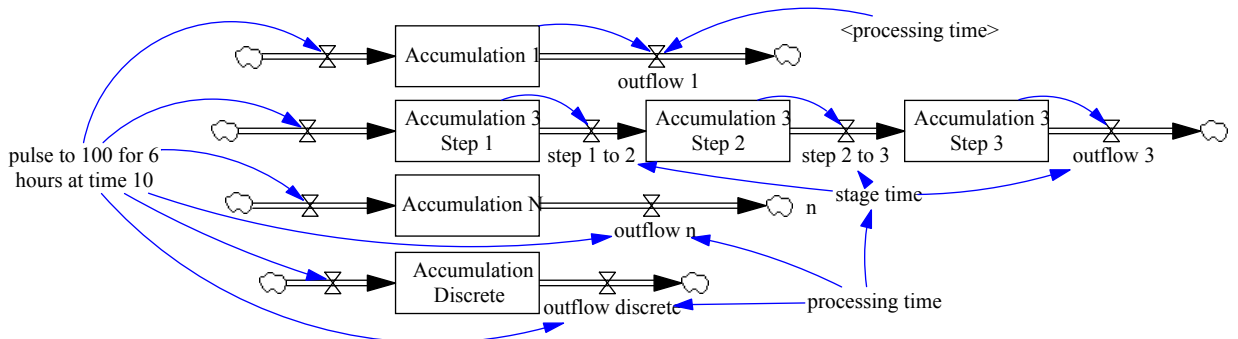 <processing time>
Accumulation 1
outflow 1
Accumulation 3
Step 1
step 1 to 2
Accumulation 3
Step 2
step 2 to 3
Accumulation 3
Step 3
outflow 3
pulse to 100 for 6
hours at time 10
stage time
Accumulation N
outflow n
n
Accumulation
Discrete
outflow discrete
processing time